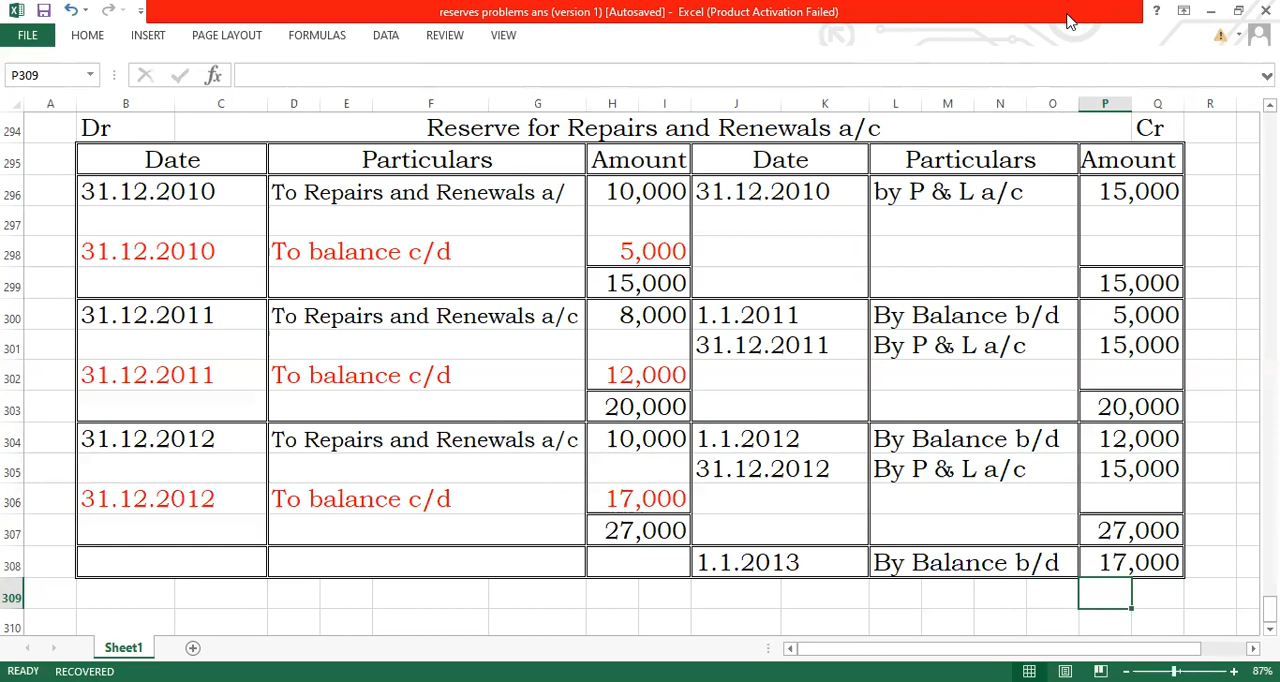 reserves problems ans (version 1) [Autosaved] - Excel (Product Activation Failed)
FILE HOME INSERT PAGE LAYOUT FORMULAS DATA REVIEW VIEW
P309 fx
A B C D E F G H I J K L M N O P Q R
294 Dr Reserve for Repairs and Renewals a/c Cr
295 Date Particulars Amount Date Particulars Amount
296 31.12.2010 To Repairs and Renewals a/ 10,000 31.12.2010 by P & L a/c 15,000
297
298 31.12.2010 To balance c/d 5,000
299 15,000 15,000
300 31.12.2011 To Repairs and Renewals a/c 8,000 1.1.2011 By Balance b/d 5,000
301 31.12.2011 By P & L a/c 15,000
302 31.12.2011 To balance c/d 12,000
303 20,000 20,000
304 31.12.2012 To Repairs and Renewals a/c 10,000 1.1.2012 By Balance b/d 12,000
305 31.12.2012 By P & L a/c 15,000
306 31.12.2012 To balance c/d 17,000
307 27,000 27,000
308 1.1.2013 By Balance b/d 17,000
309
310
Sheet1
READY RECOVERED 87%